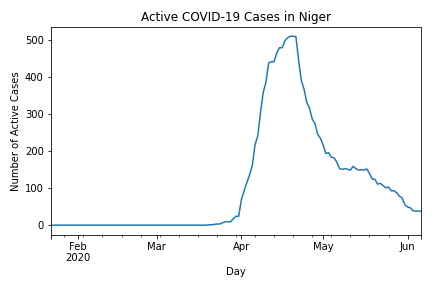 Active COVID-19 Cases in Niger
Number of Active Cases
500
400
300
200
100
0
Feb
2020
Mar
Apr
May
Jun
Day